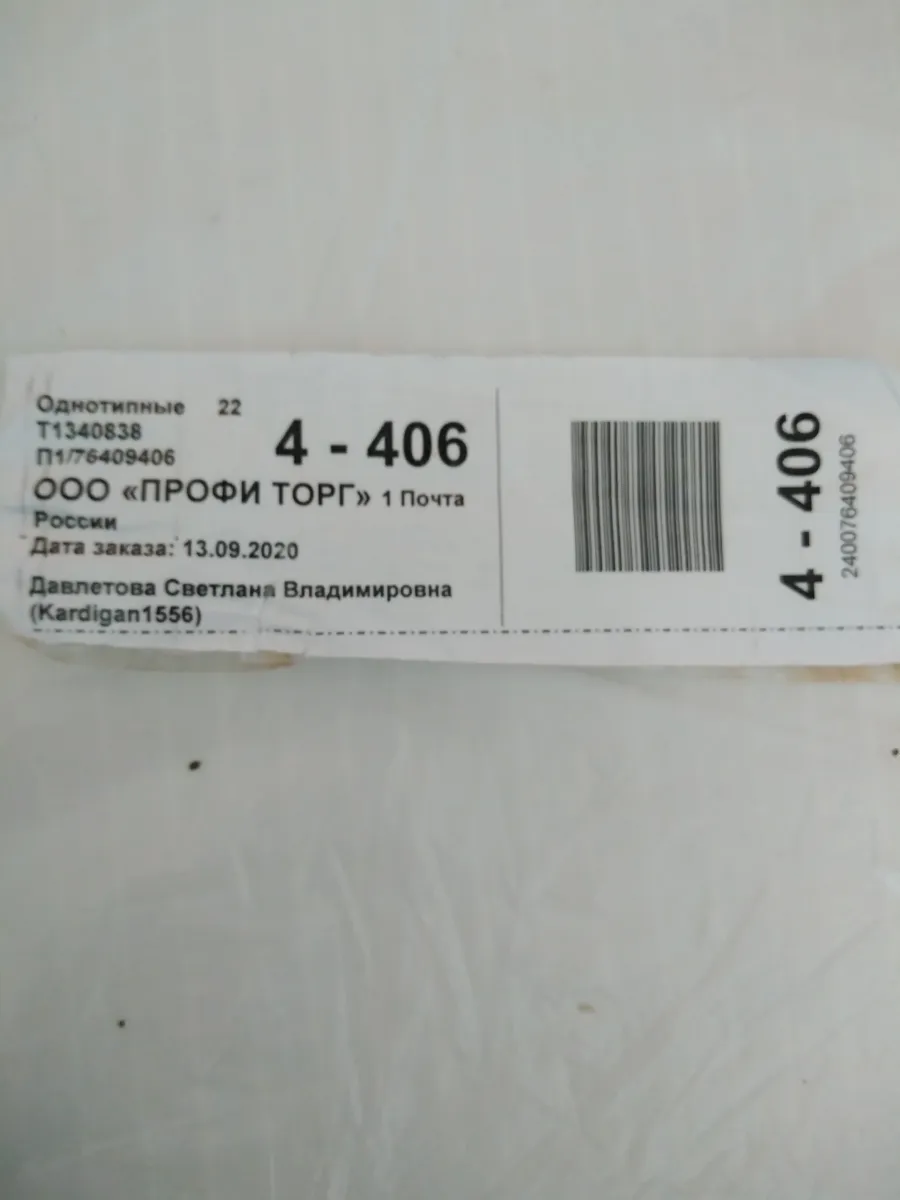 Однотипные 22
Т1340838
П1/76409406
4 - 406
ООО «ПРОФИ ТОРГ» 1 Почта
России
Дата заказа: 13.09.2020
Давлетова Светлана Владимировна
(Kardigan1556)
4 - 406
240076409406